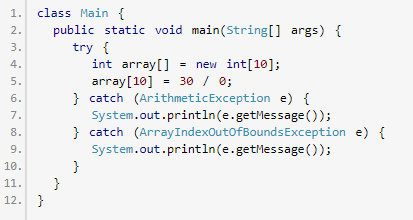 1. class Main {
2.   public static void main(String[] args) {
3.     try {
4.       int array[] = new int[10];
5.       array[10] = 30 / 0;
6.     } catch (ArithmeticException e) {
7.       System.out.println(e.getMessage());
8.     } catch (ArrayIndexOutOfBoundsException e) {
9.       System.out.println(e.getMessage());
10.     }
11.   }
12. }